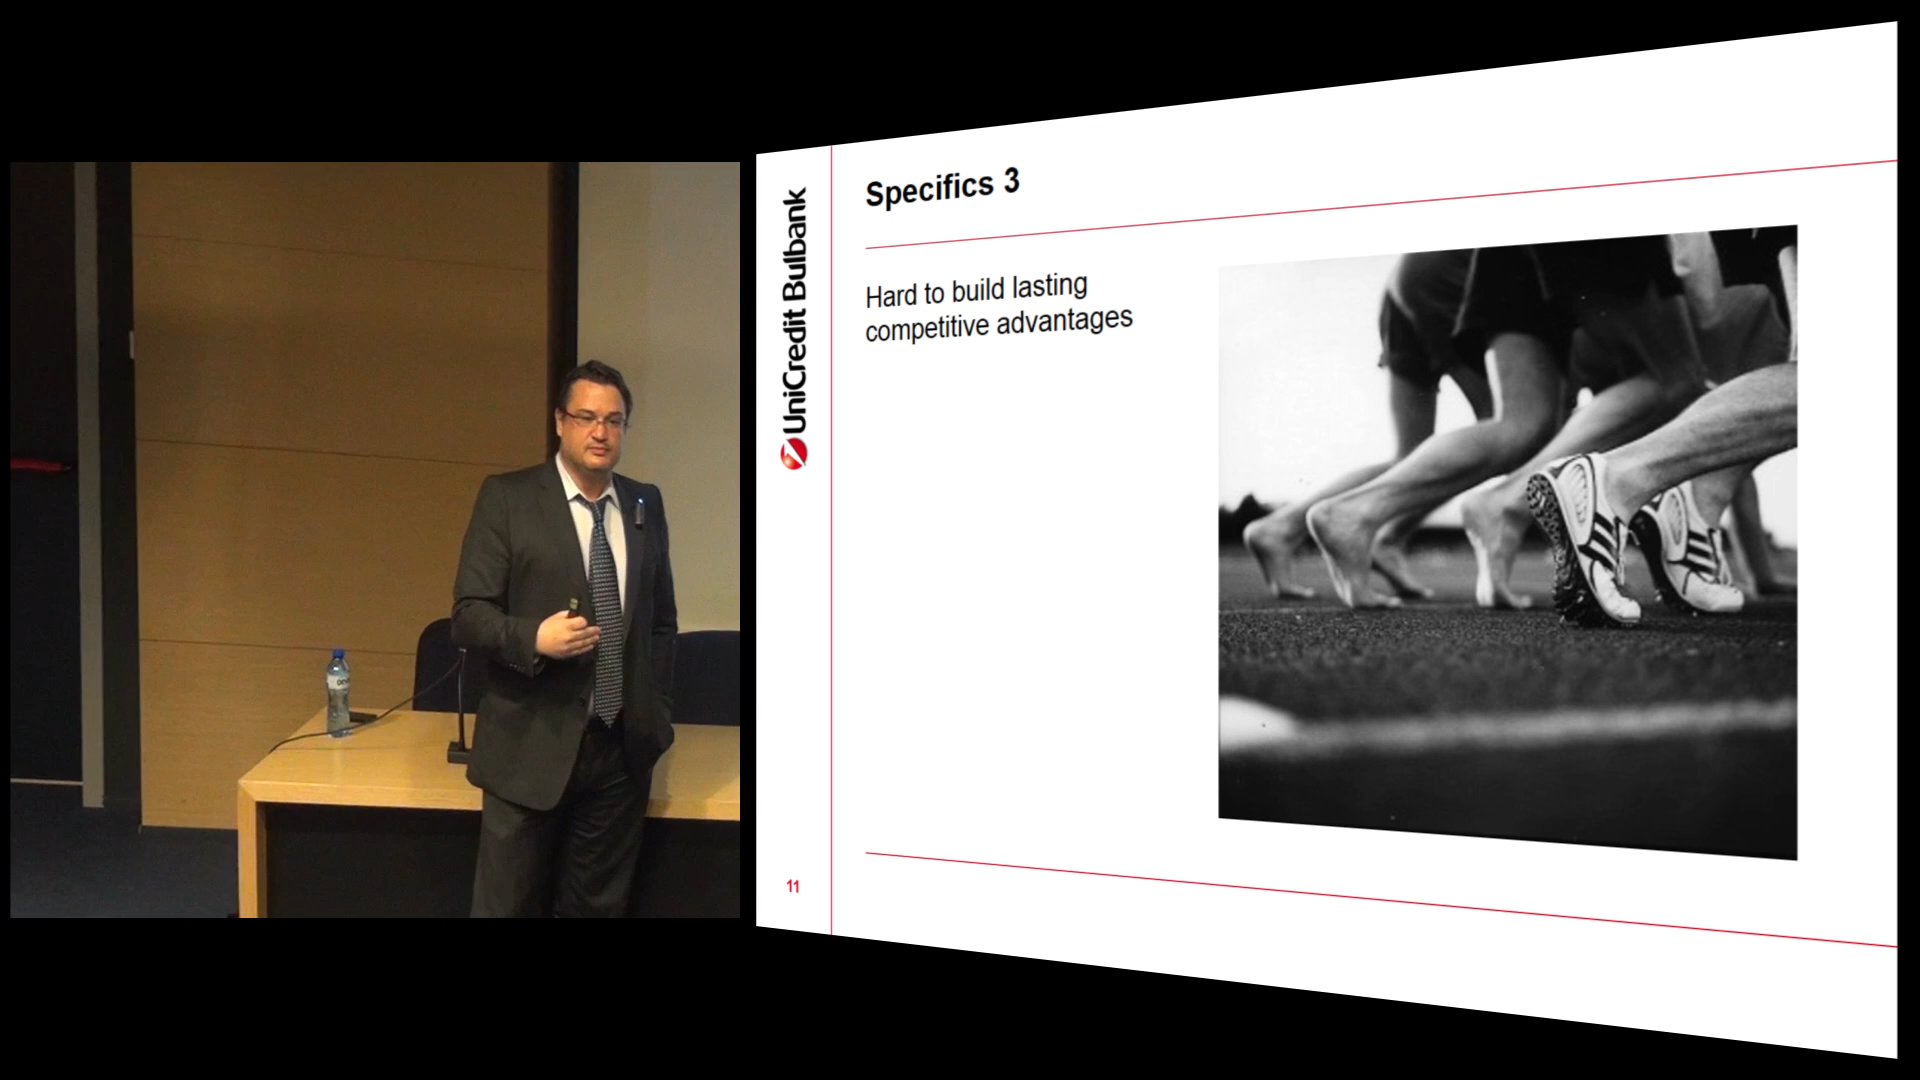 Specifics 3
Hard to build lasting
competitive advantages
UniCredit Bulbank
11